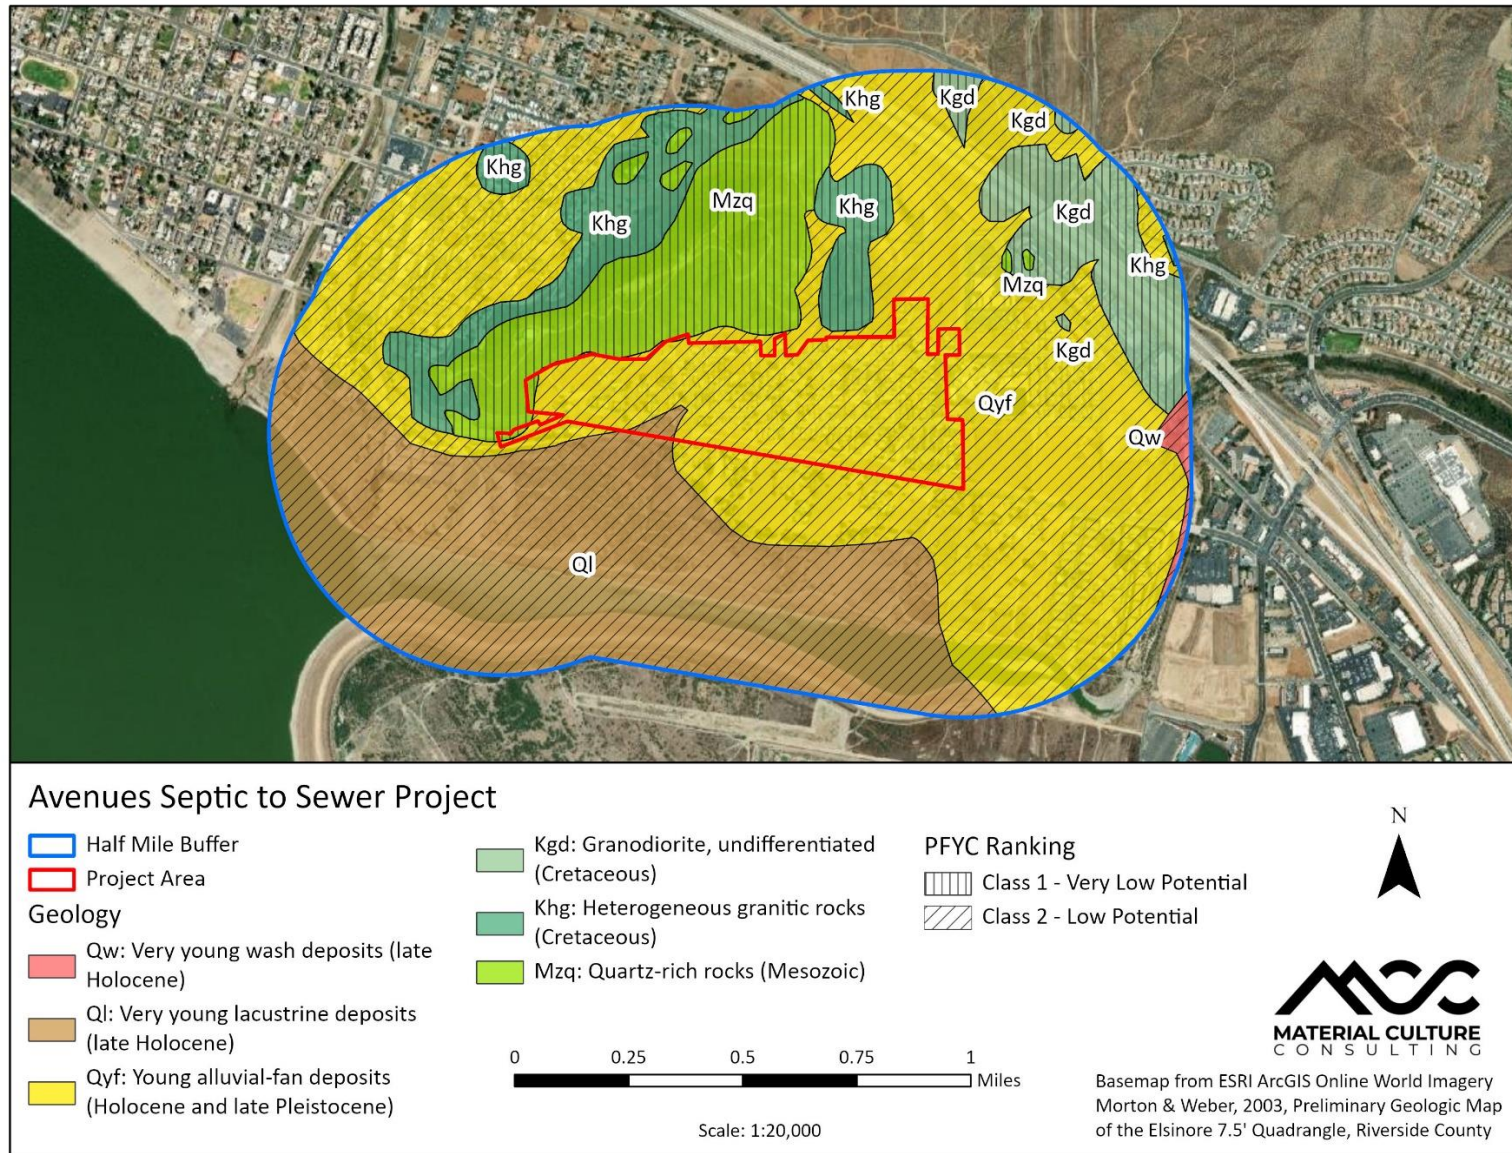 Khg
Kgd
Kgd
Khg
Mzq
Khg
Khg
Kgd
Khg
Mzq
Kgd
Qyf
Qw
Ql
Avenues Septic to Sewer Project
Half Mile Buffer
Project Area
Geology
Qw: Very young wash deposits (late
Holocene)
Ql: Very young lacustrine deposits
(late Holocene)
Qyf: Young alluvial-fan deposits
(Holocene and late Pleistocene)
Kgd: Granodiorite, undifferentiated
(Cretaceous)
Khg: Heterogeneous granitic rocks
(Cretaceous)
Mzq: Quartz-rich rocks (Mesozoic)
PFYC Ranking
Class 1 - Very Low Potential
Class 2 - Low Potential
0 0.25 0.5 0.75 1
Miles
Scale: 1:20,000
N
MCC
MATERIAL CULTURE
CONSULTING
Basemap from ESRI ArcGIS Online World Imagery
Morton & Weber, 2003, Preliminary Geologic Map
of the Elsinore 7.5' Quadrangle, Riverside County